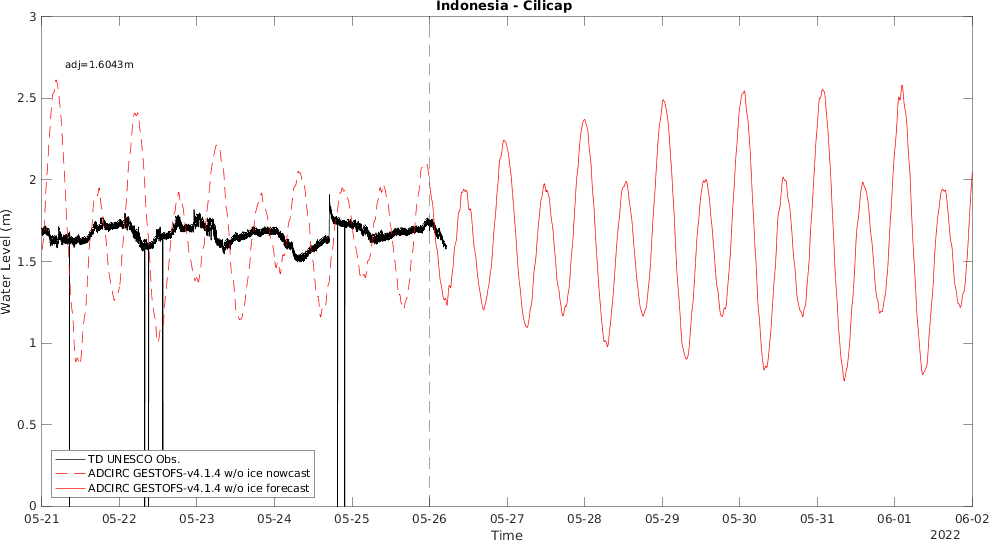 Indonesia - Cilicap
adj=1.6043m
Water Level (m)
3
2.5
2
1.5
1
0.5
0
TD UNESCO Obs.
ADCIRC GESTOFS-v4.1.4 w/o ice nowcast
ADCIRC GESTOFS-v4.1.4 w/o ice forecast
05-21 05-22 05-23 05-24 05-25 05-26 05-27 05-28 05-29 05-30 05-31 06-01 06-02
Time
2022